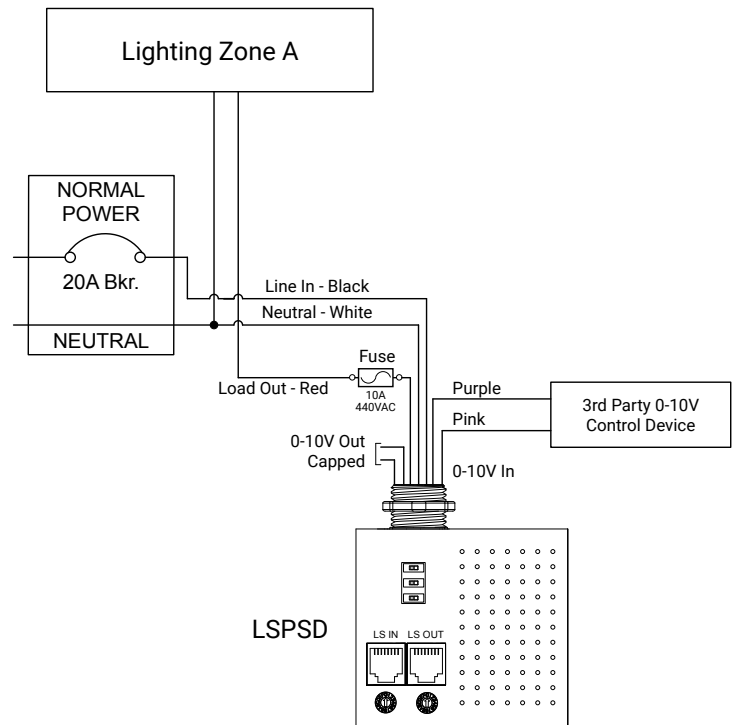 Lighting Zone A
NORMAL
POWER
20A Bkr.
NEUTRAL
Line In - Black
Neutral - White
Fuse
Load Out - Red
10A
440VAC
Purple
Pink
3rd Party 0-10V
Control Device
0-10V Out
Capped
0-10V In
LSPSD
LS IN
LS OUT